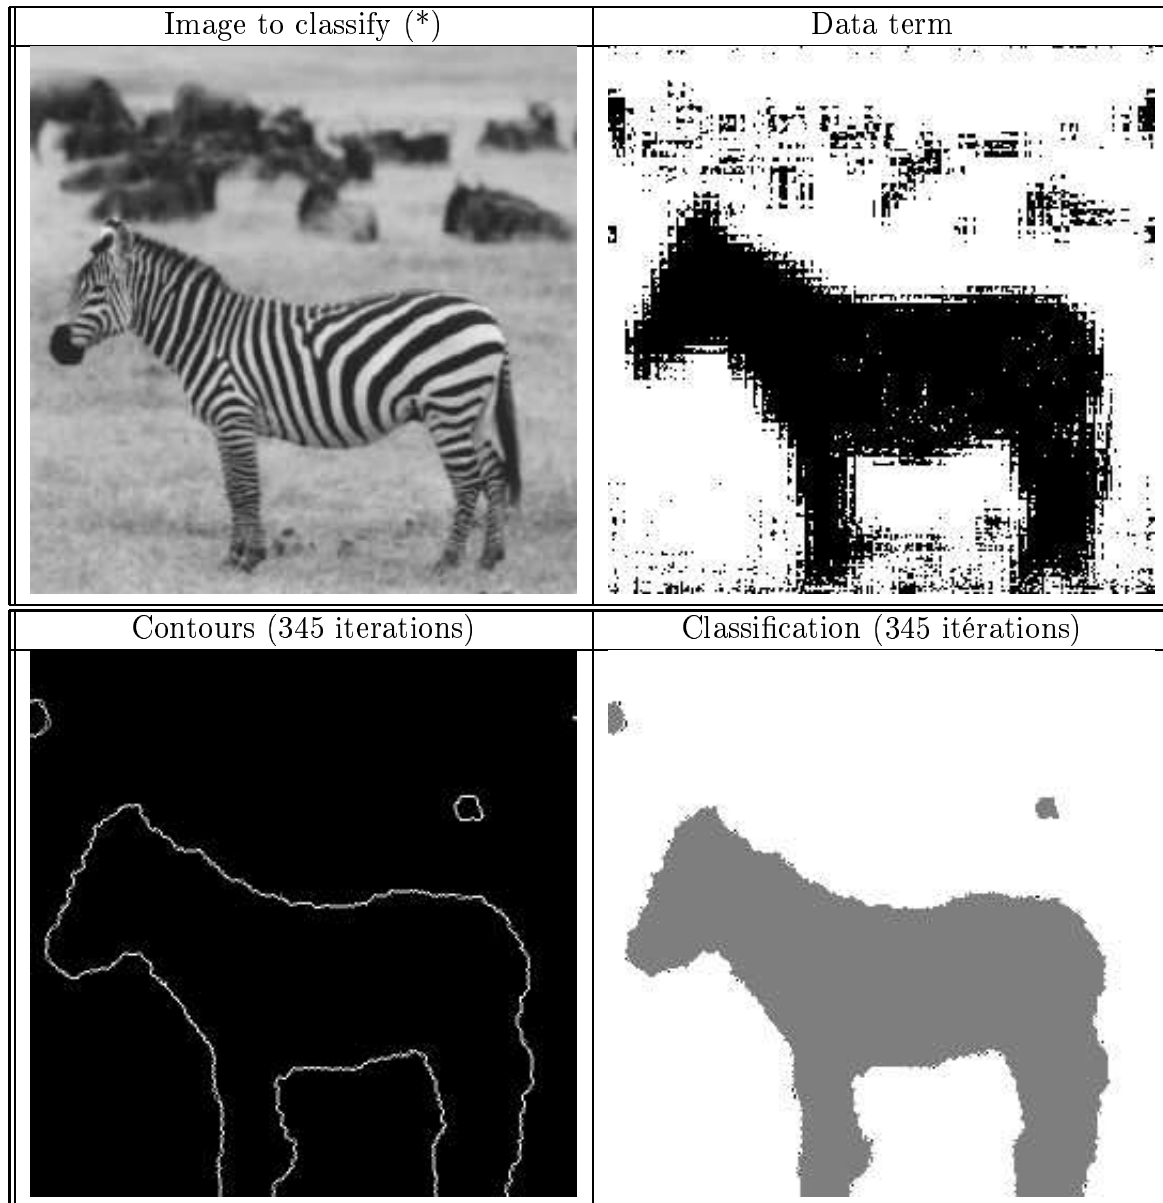 Image to classify (*)
Data term
Contours (345 iterations)
Classification (345 itérations)